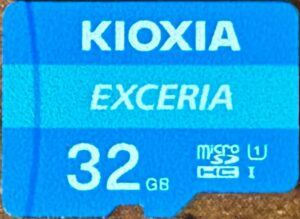 KIOXIA
EXCERIA
32 GB micro SD HC U1 I